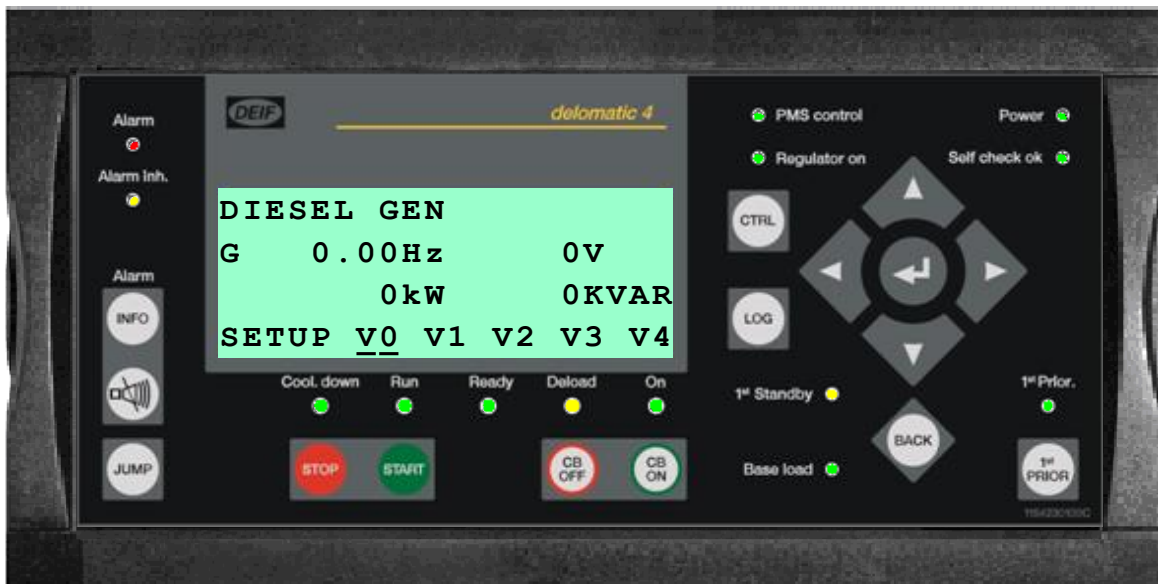 DEIF
delomatic 4
Alarm
Alarm Inh.
PMS control
Power
Regulator on
Self check ok
DIESEL GEN
G 0.00Hz 0V
0kW 0KVAR
SETUP V0 V1 V2 V3 V4
CTRL
LOG
Alarm
INFO
JUMP
Cool. down
Run
Ready
Deload
On
STOP
START
CB
OFF
CB
ON
1st Standby
Base load
BACK
1st Prior.
1st
PRIOR